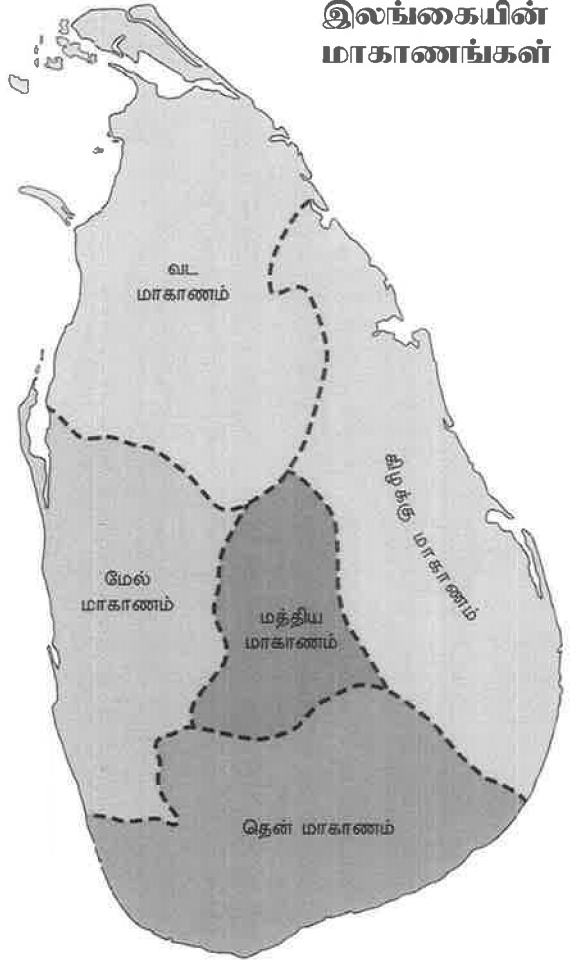 இலங்கையின்
மாகாணங்கள்
வட
மாகாணம்
கிழக்கு மாகாணம்
மேல்
மாகாணம்
மத்திய
மாகாணம்
தென் மாகாணம்